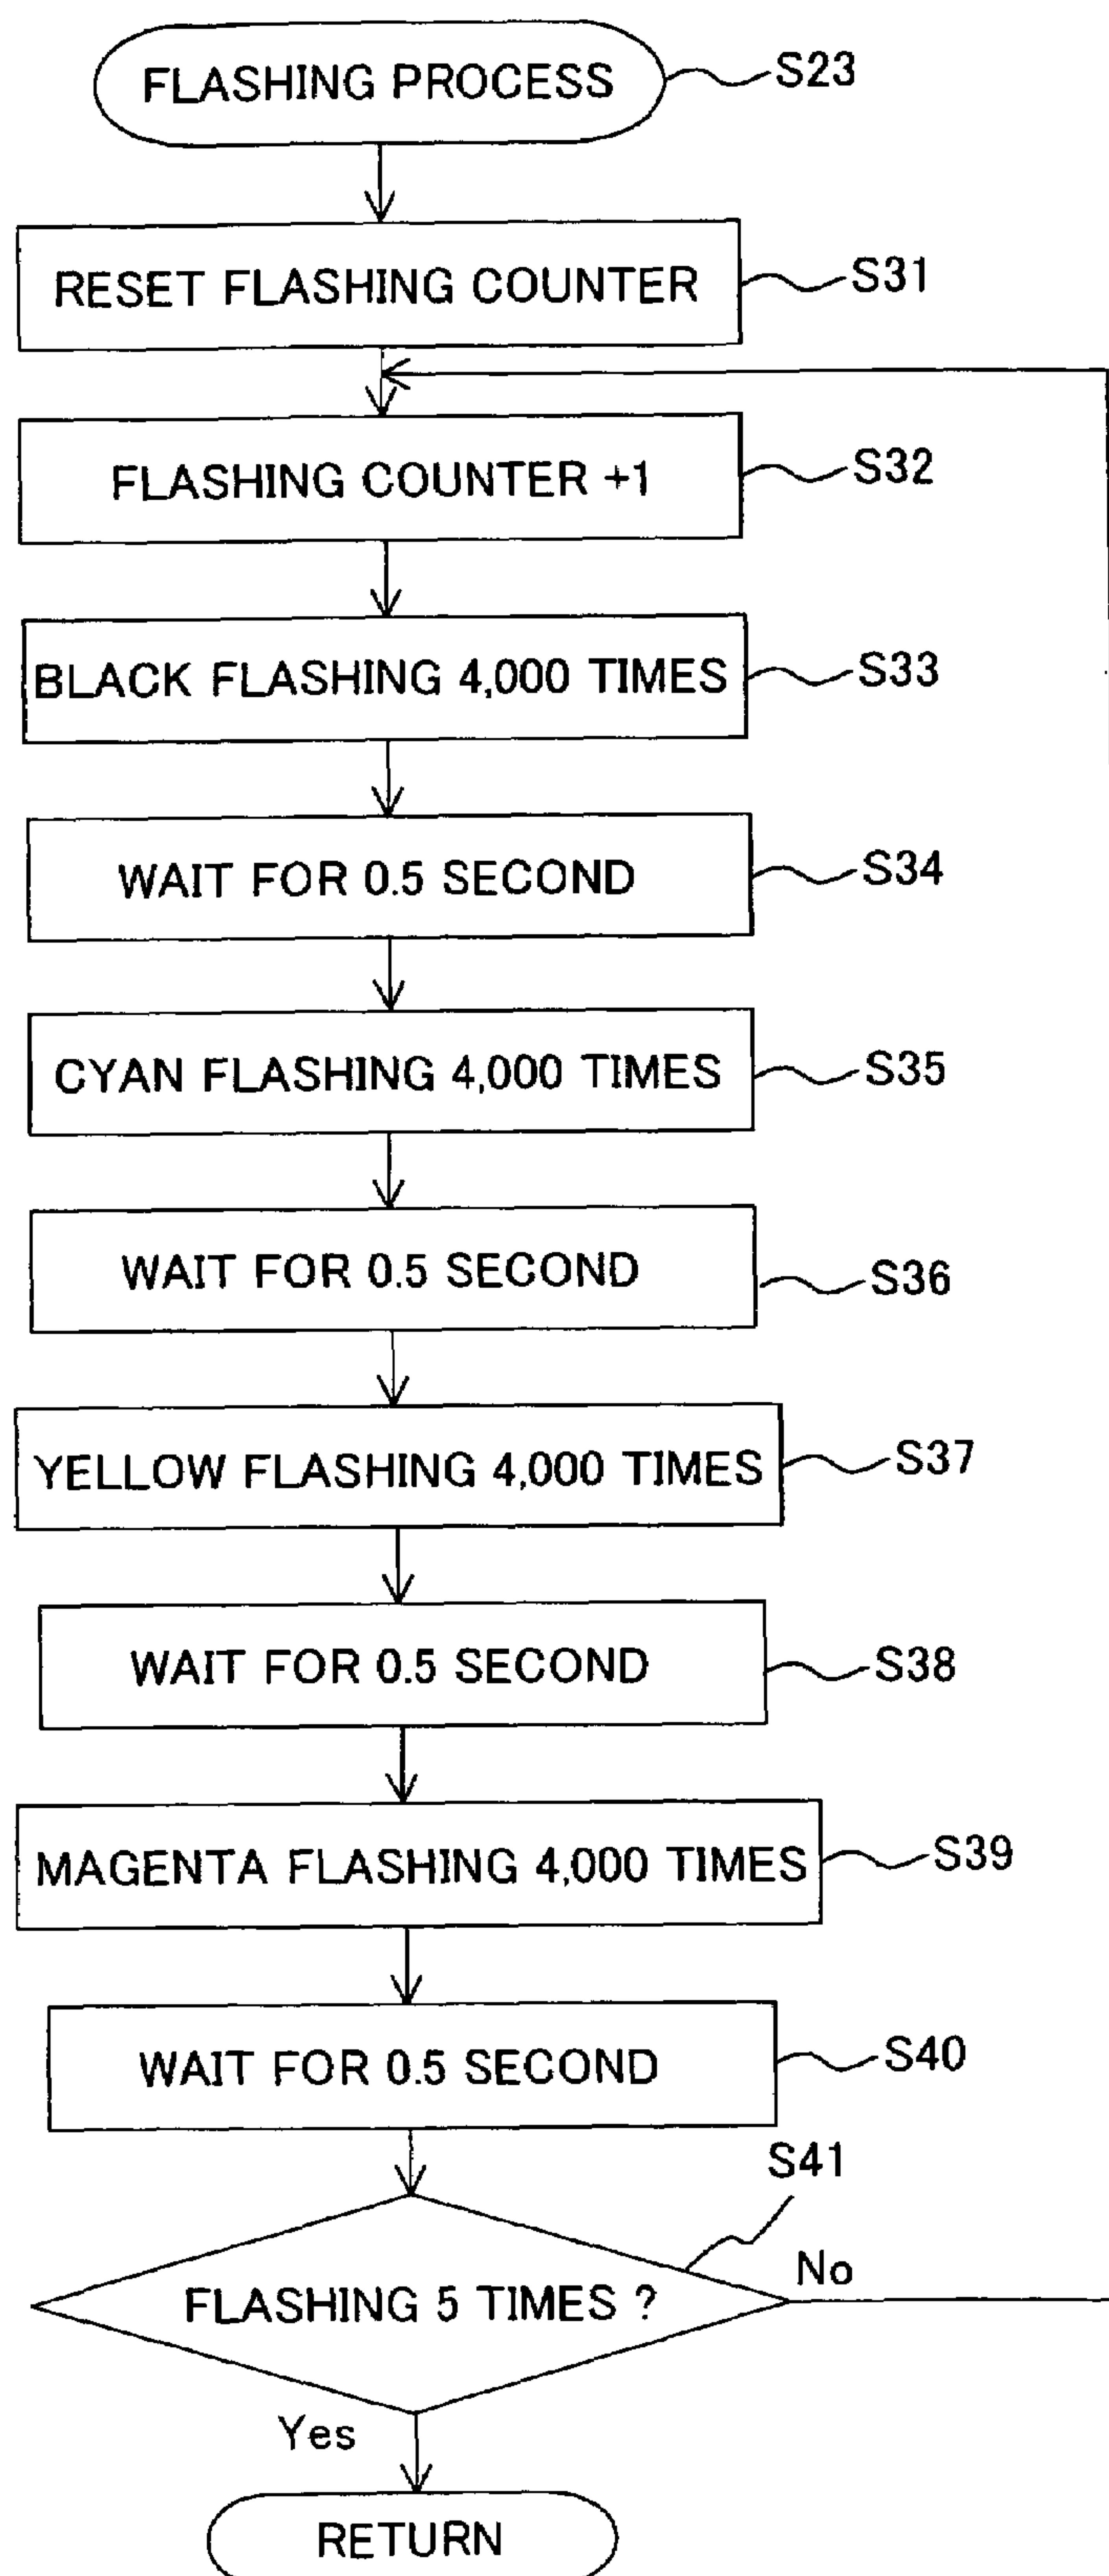 FLASHING PROCESS
S23
RESET FLASHING COUNTER
S31
FLASHING COUNTER +1
S32
BLACK FLASHING 4,000 TIMES
S33
WAIT FOR 0.5 SECOND
S34
CYAN FLASHING 4,000 TIMES
S35
WAIT FOR 0.5 SECOND
S36
YELLOW FLASHING 4,000 TIMES
S37
WAIT FOR 0.5 SECOND
S38
MAGENTA FLASHING 4,000 TIMES
S39
WAIT FOR 0.5 SECOND
S40
S41
FLASHING 5 TIMES ?
No
Yes
RETURN